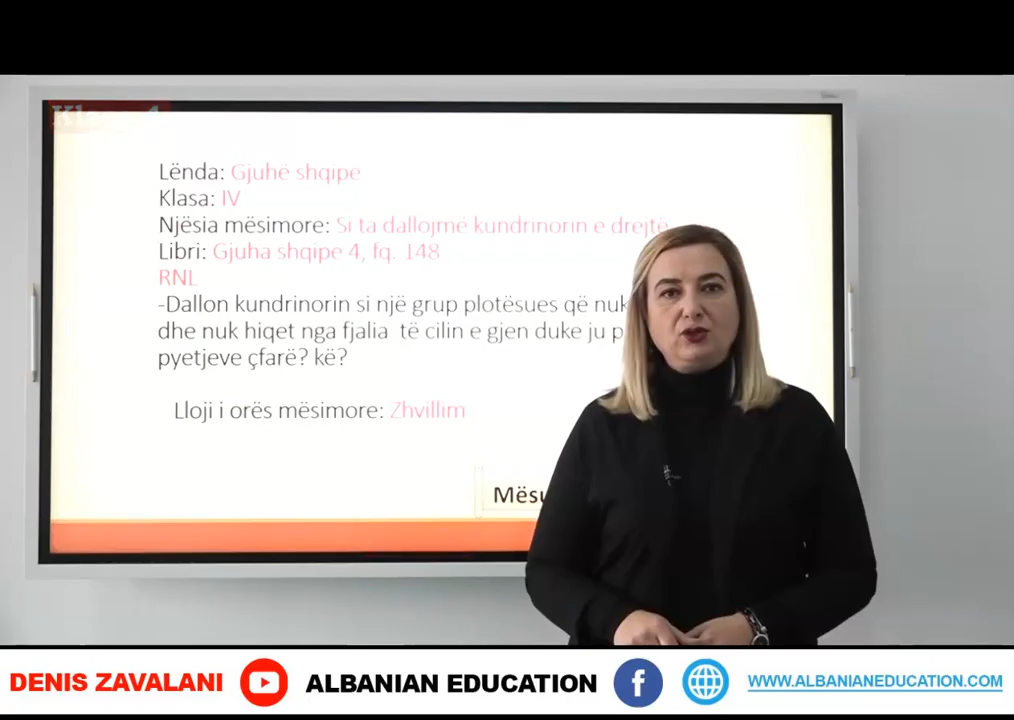 Klasa 4
Lënda: Gjuhë shqipe
Klasa: IV
Njësia mësimore: Si ta dallojmë kundrinorin e drejtë
Libri: Gjuha shqipe 4, fq. 148
RNL
-Dallon kundrinorin si një grup plotësues që nuk
dhe nuk hiqet nga fjalia të cilin e gjen duke ju p
pyetjeve çfarë? kë?
Lloji i orës mësimore: Zhvillim
Mësu
DENIS ZAVALANI ALBANIAN EDUCATION f WWW.ALBANIANEDUCATION.COM